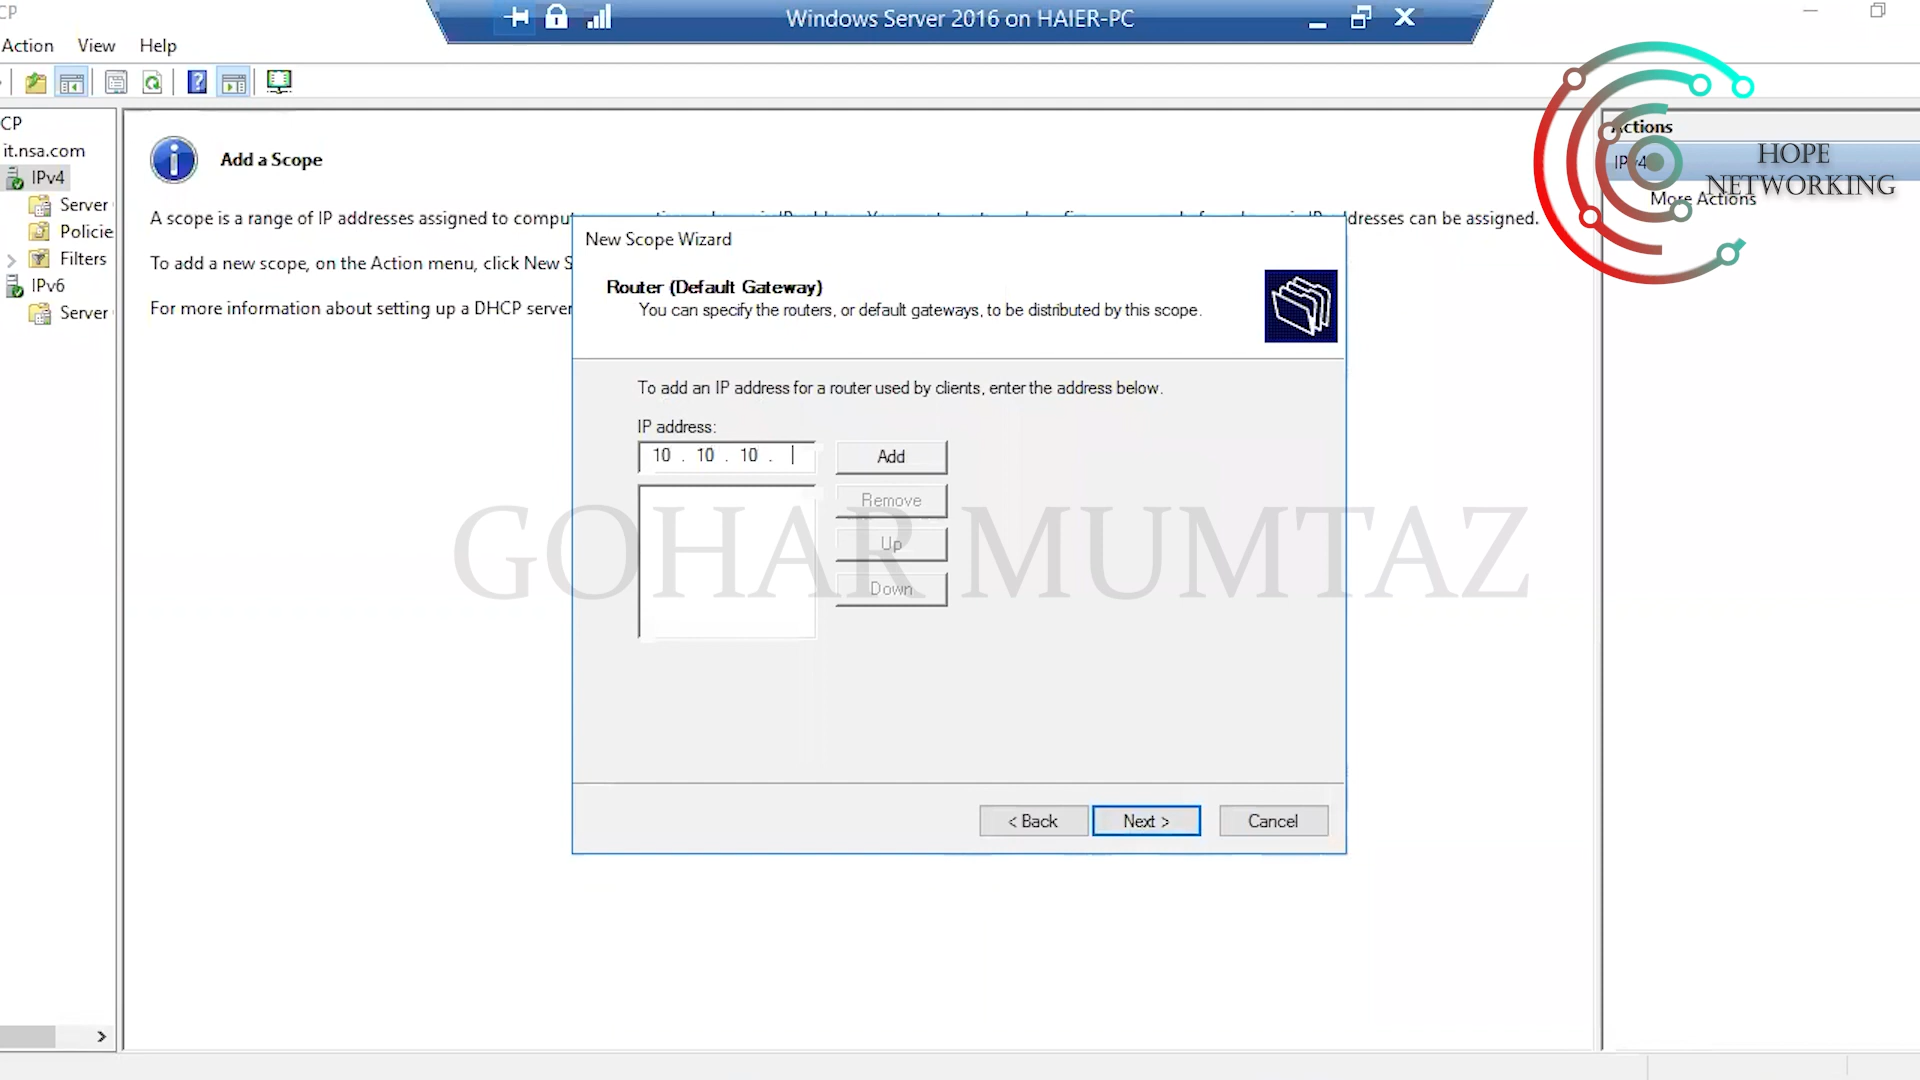 CP
Windows Server 2016 on HAIER-PC
Action View Help
CP
it.nsa.com
IPv4
Server
Policie
Filters
IPv6
Server
Add a Scope
A scope is a range of IP addresses assigned to compu
dresses can be assigned.
To add a new scope, on the Action menu, click New S
For more information about setting up a DHCP server
New Scope Wizard
Router (Default Gateway)
You can specify the routers, or default gateways, to be distributed by this scope.
To add an IP address for a router used by clients, enter the address below.
IP address:
10 . 10 . 10 .
Add
Remove
Up
Down
< Back
Next >
Cancel
Actions
IPv4
More Actions
HOPE
NETWORKING
GOHAR MUMTAZ